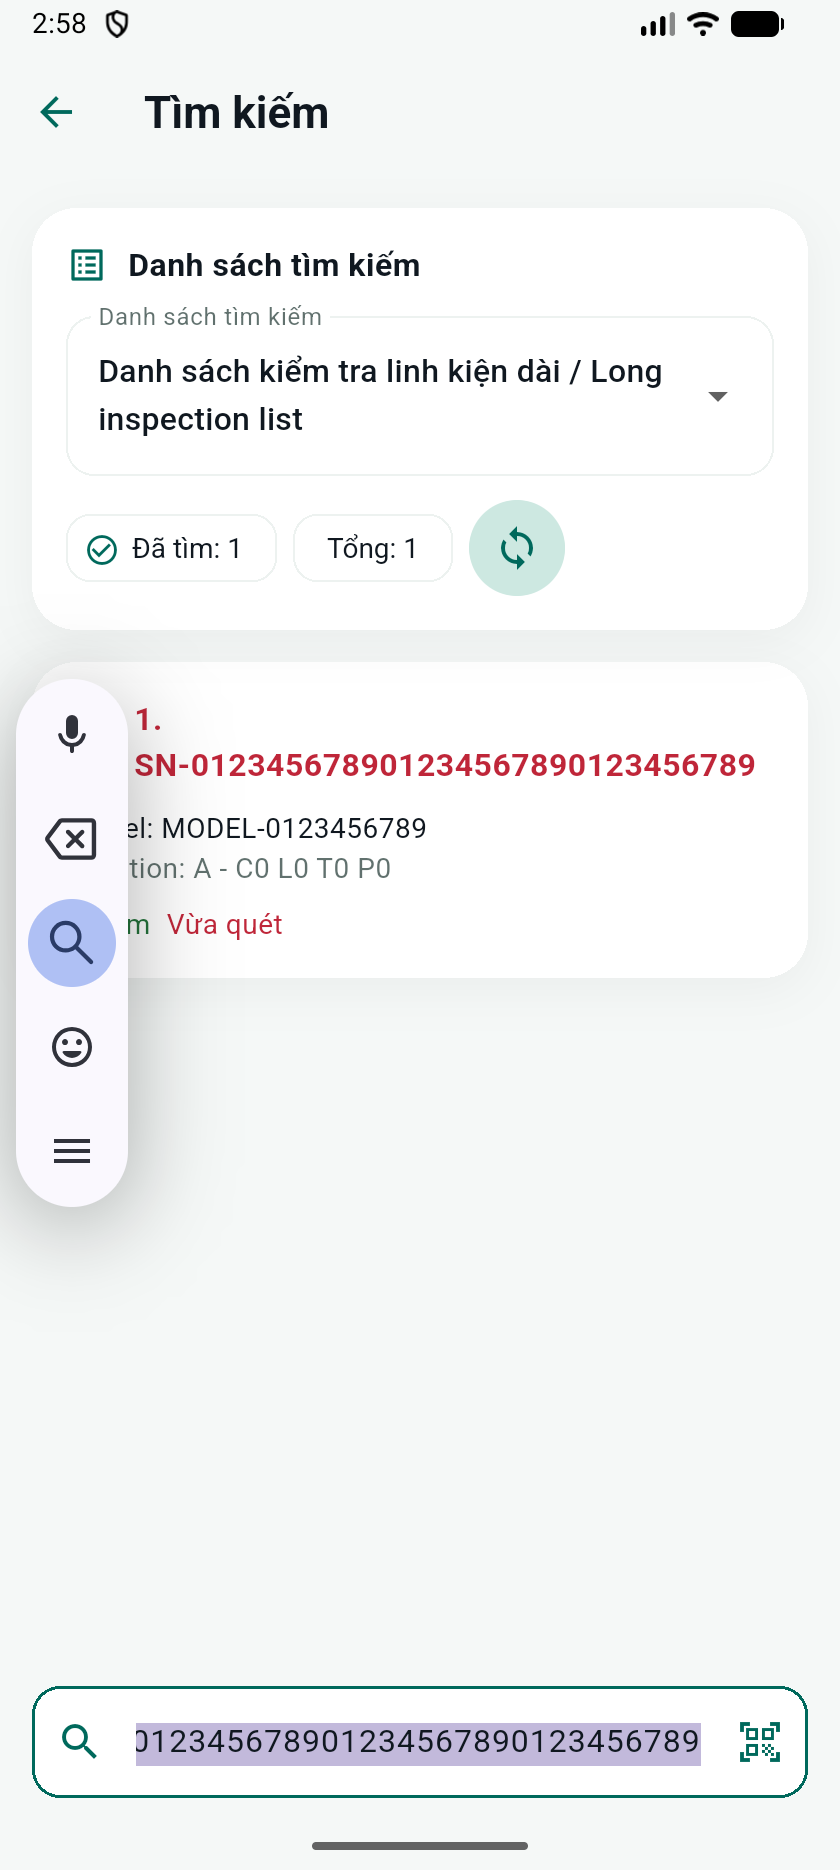 2:58
Tìm kiếm
Danh sách tìm kiếm
Danh sách tìm kiếm
Danh sách kiểm tra linh kiện dài / Long
inspection list
Đã tìm: 1
Tổng: 1
1.
SN-012345678901234567890123456789
el: MODEL-0123456789
tion: A - C0 L0 T0 P0
m Vừa quét
012345678901234567890123456789